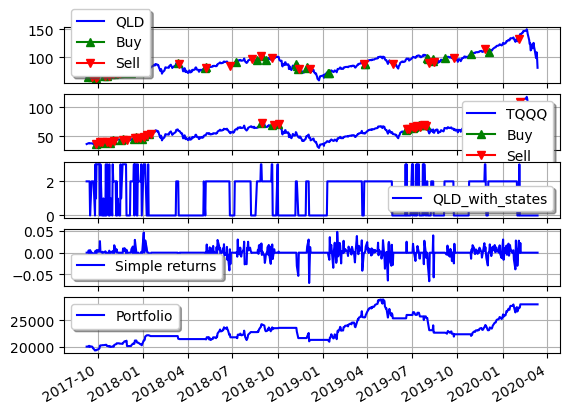 QLD
Buy
Sell
150
100
TQQQ
Buy
Sell
100
50
QLD_with_states
2
0
Simple returns
0.05
0.00
−0.05
Portfolio
25000
20000
2017-10
2018-01
2018-04
2018-07
2018-10
2019-01
2019-04
2019-07
2019-10
2020-01
2020-04